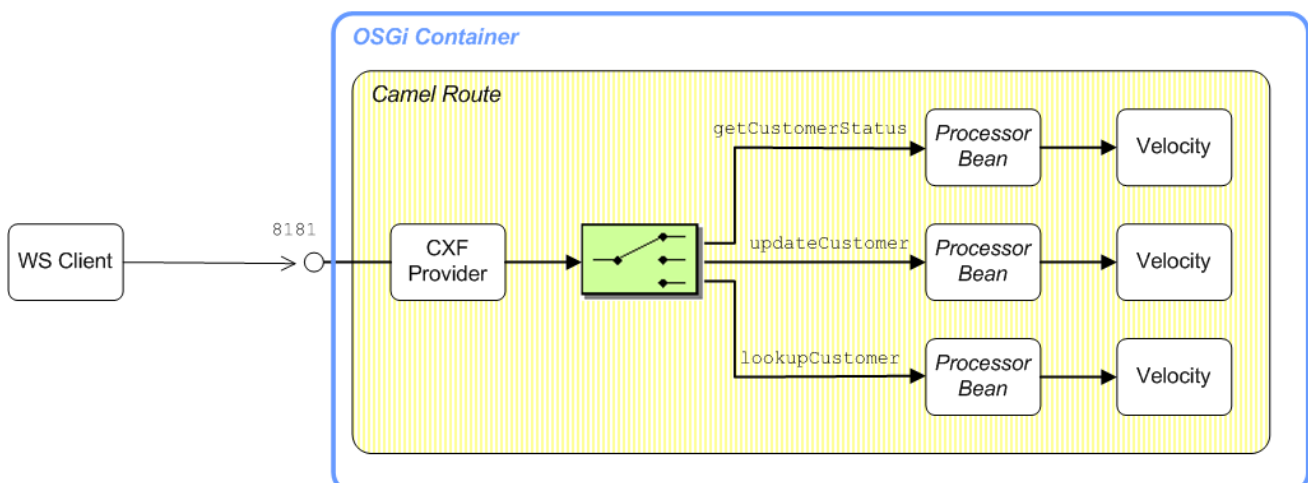 OSGi Container
Camel Route
getCustomerStatus
Processor
Bean
Velocity
8181
WS Client
CXF
Provider
updateCustomer
Processor
Bean
Velocity
lookupCustomer
Processor
Bean
Velocity